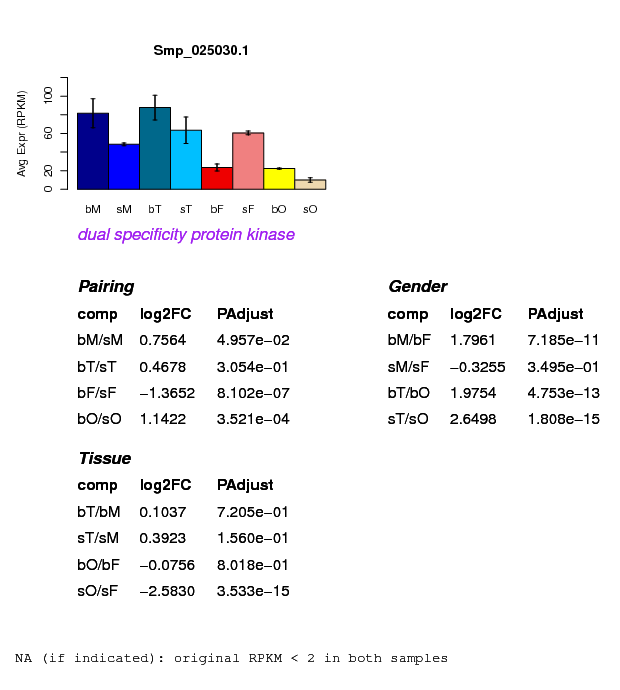 Smp_025030.1
Avg Expr (RPKM)
0 20 60 100
bM sM bT sT bF sF bO sO
dual specificity protein kinase
Pairing
comp log2FC PAdjust
bM/sM 0.7564 4.957e−02
bT/sT 0.4678 3.054e−01
bF/sF −1.3652 8.102e−07
bO/sO 1.1422 3.521e−04
Gender
comp log2FC PAdjust
bM/bF 1.7961 7.185e−11
sM/sF −0.3255 3.495e−01
bT/bO 1.9754 4.753e−13
sT/sO 2.6498 1.808e−15
Tissue
comp log2FC PAdjust
bT/bM 0.1037 7.205e−01
sT/sM 0.3923 1.560e−01
bO/bF −0.0756 8.018e−01
sO/sF −2.5830 3.533e−15
NA (if indicated): original RPKM < 2 in both samples